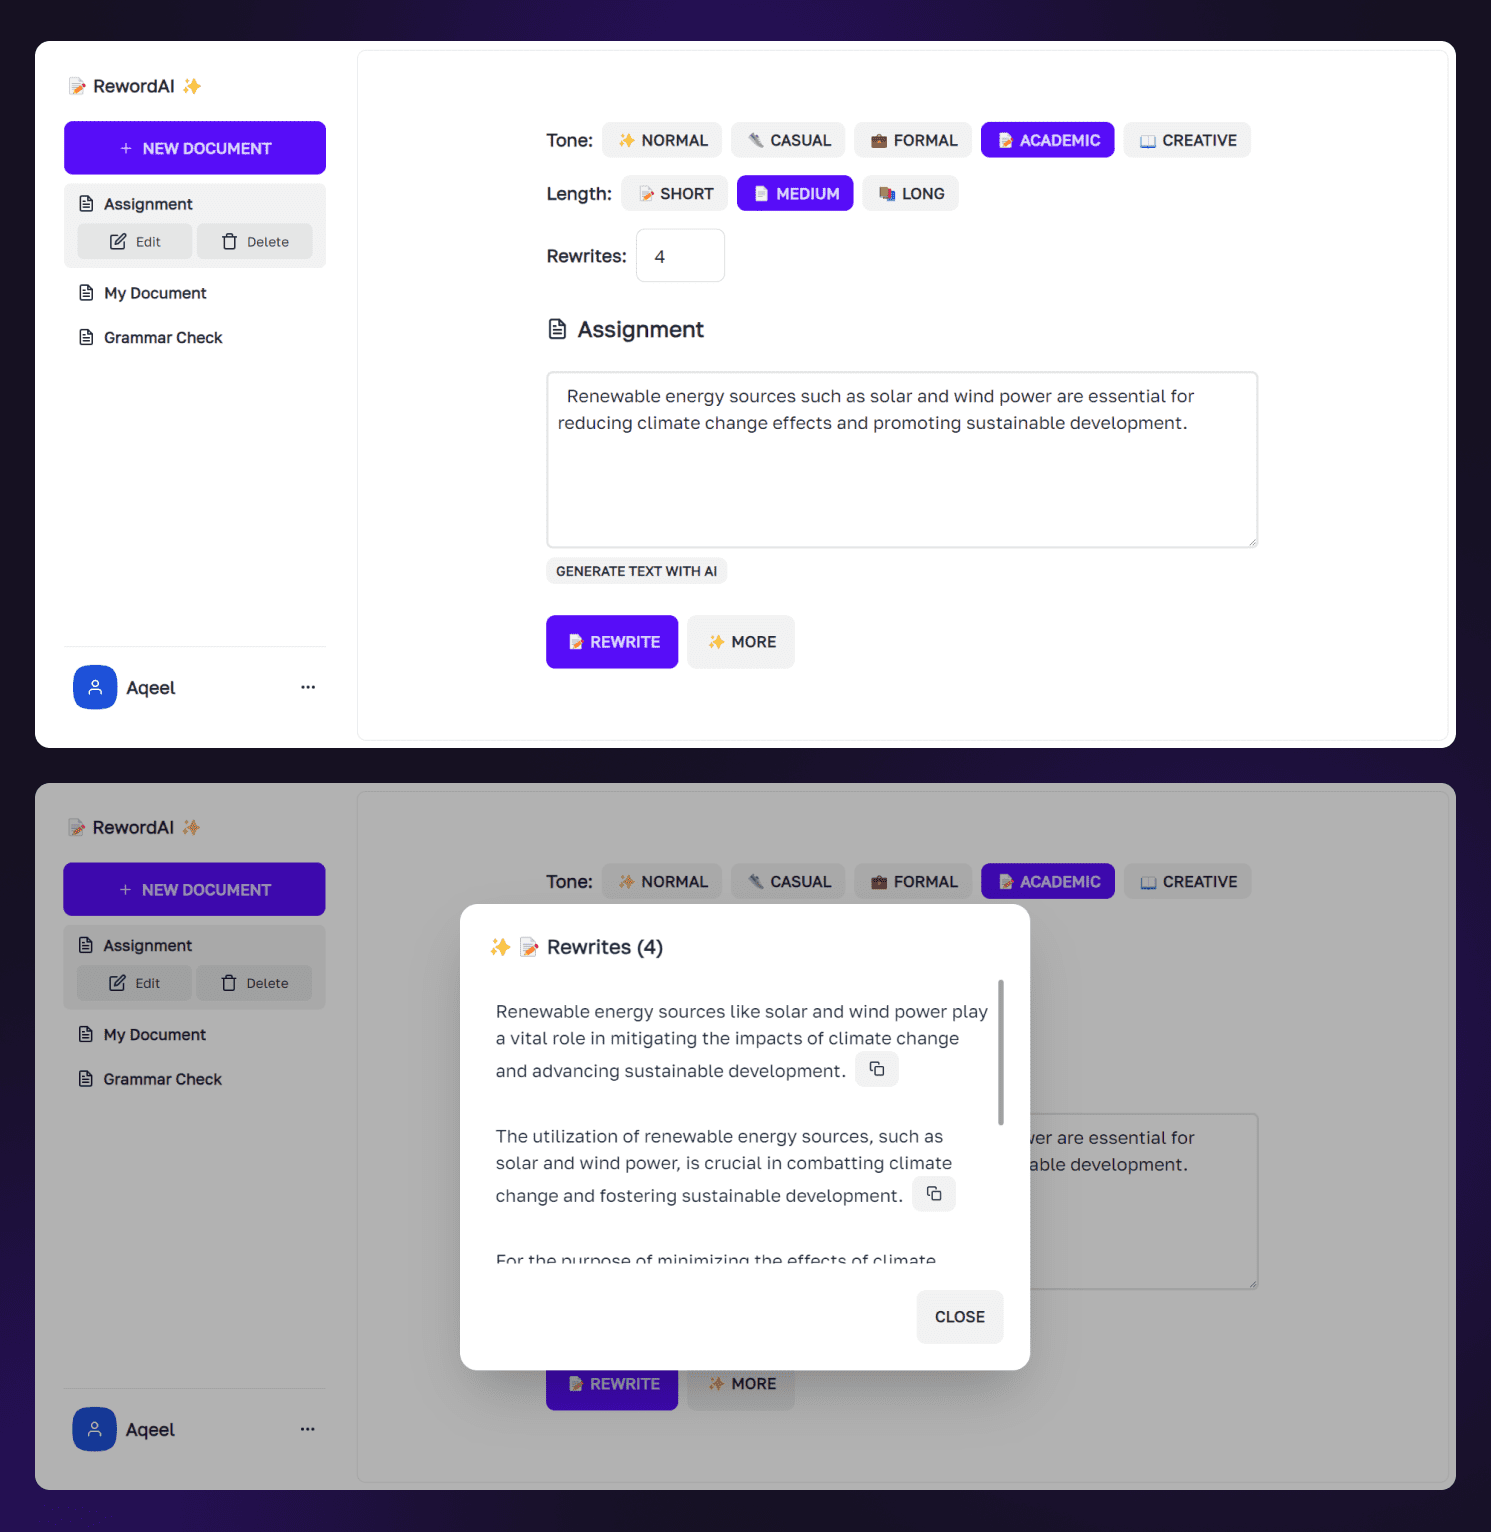 RewordAI
+ NEW DOCUMENT
Assignment
Edit Delete
My Document
Grammar Check
Aqeel
...
Tone: NORMAL CASUAL FORMAL ACADEMIC CREATIVE
Length: SHORT MEDIUM LONG
Rewrites: 4
Assignment
Renewable energy sources such as solar and wind power are essential for
reducing climate change effects and promoting sustainable development.
GENERATE TEXT WITH AI
REWRITE MORE
RewordAI
+ NEW DOCUMENT
Assignment
Edit Delete
My Document
Grammar Check
Aqeel
...
Tone: NORMAL CASUAL FORMAL ACADEMIC CREATIVE
Rewrites (4)
Renewable energy sources like solar and wind power play
a vital role in mitigating the impacts of climate change
and advancing sustainable development.
The utilization of renewable energy sources, such as
solar and wind power, is crucial in combatting climate
change and fostering sustainable development.
For the purpose of minimizing the effects of climate
CLOSE
wer are essential for
able development.
REWRITE MORE